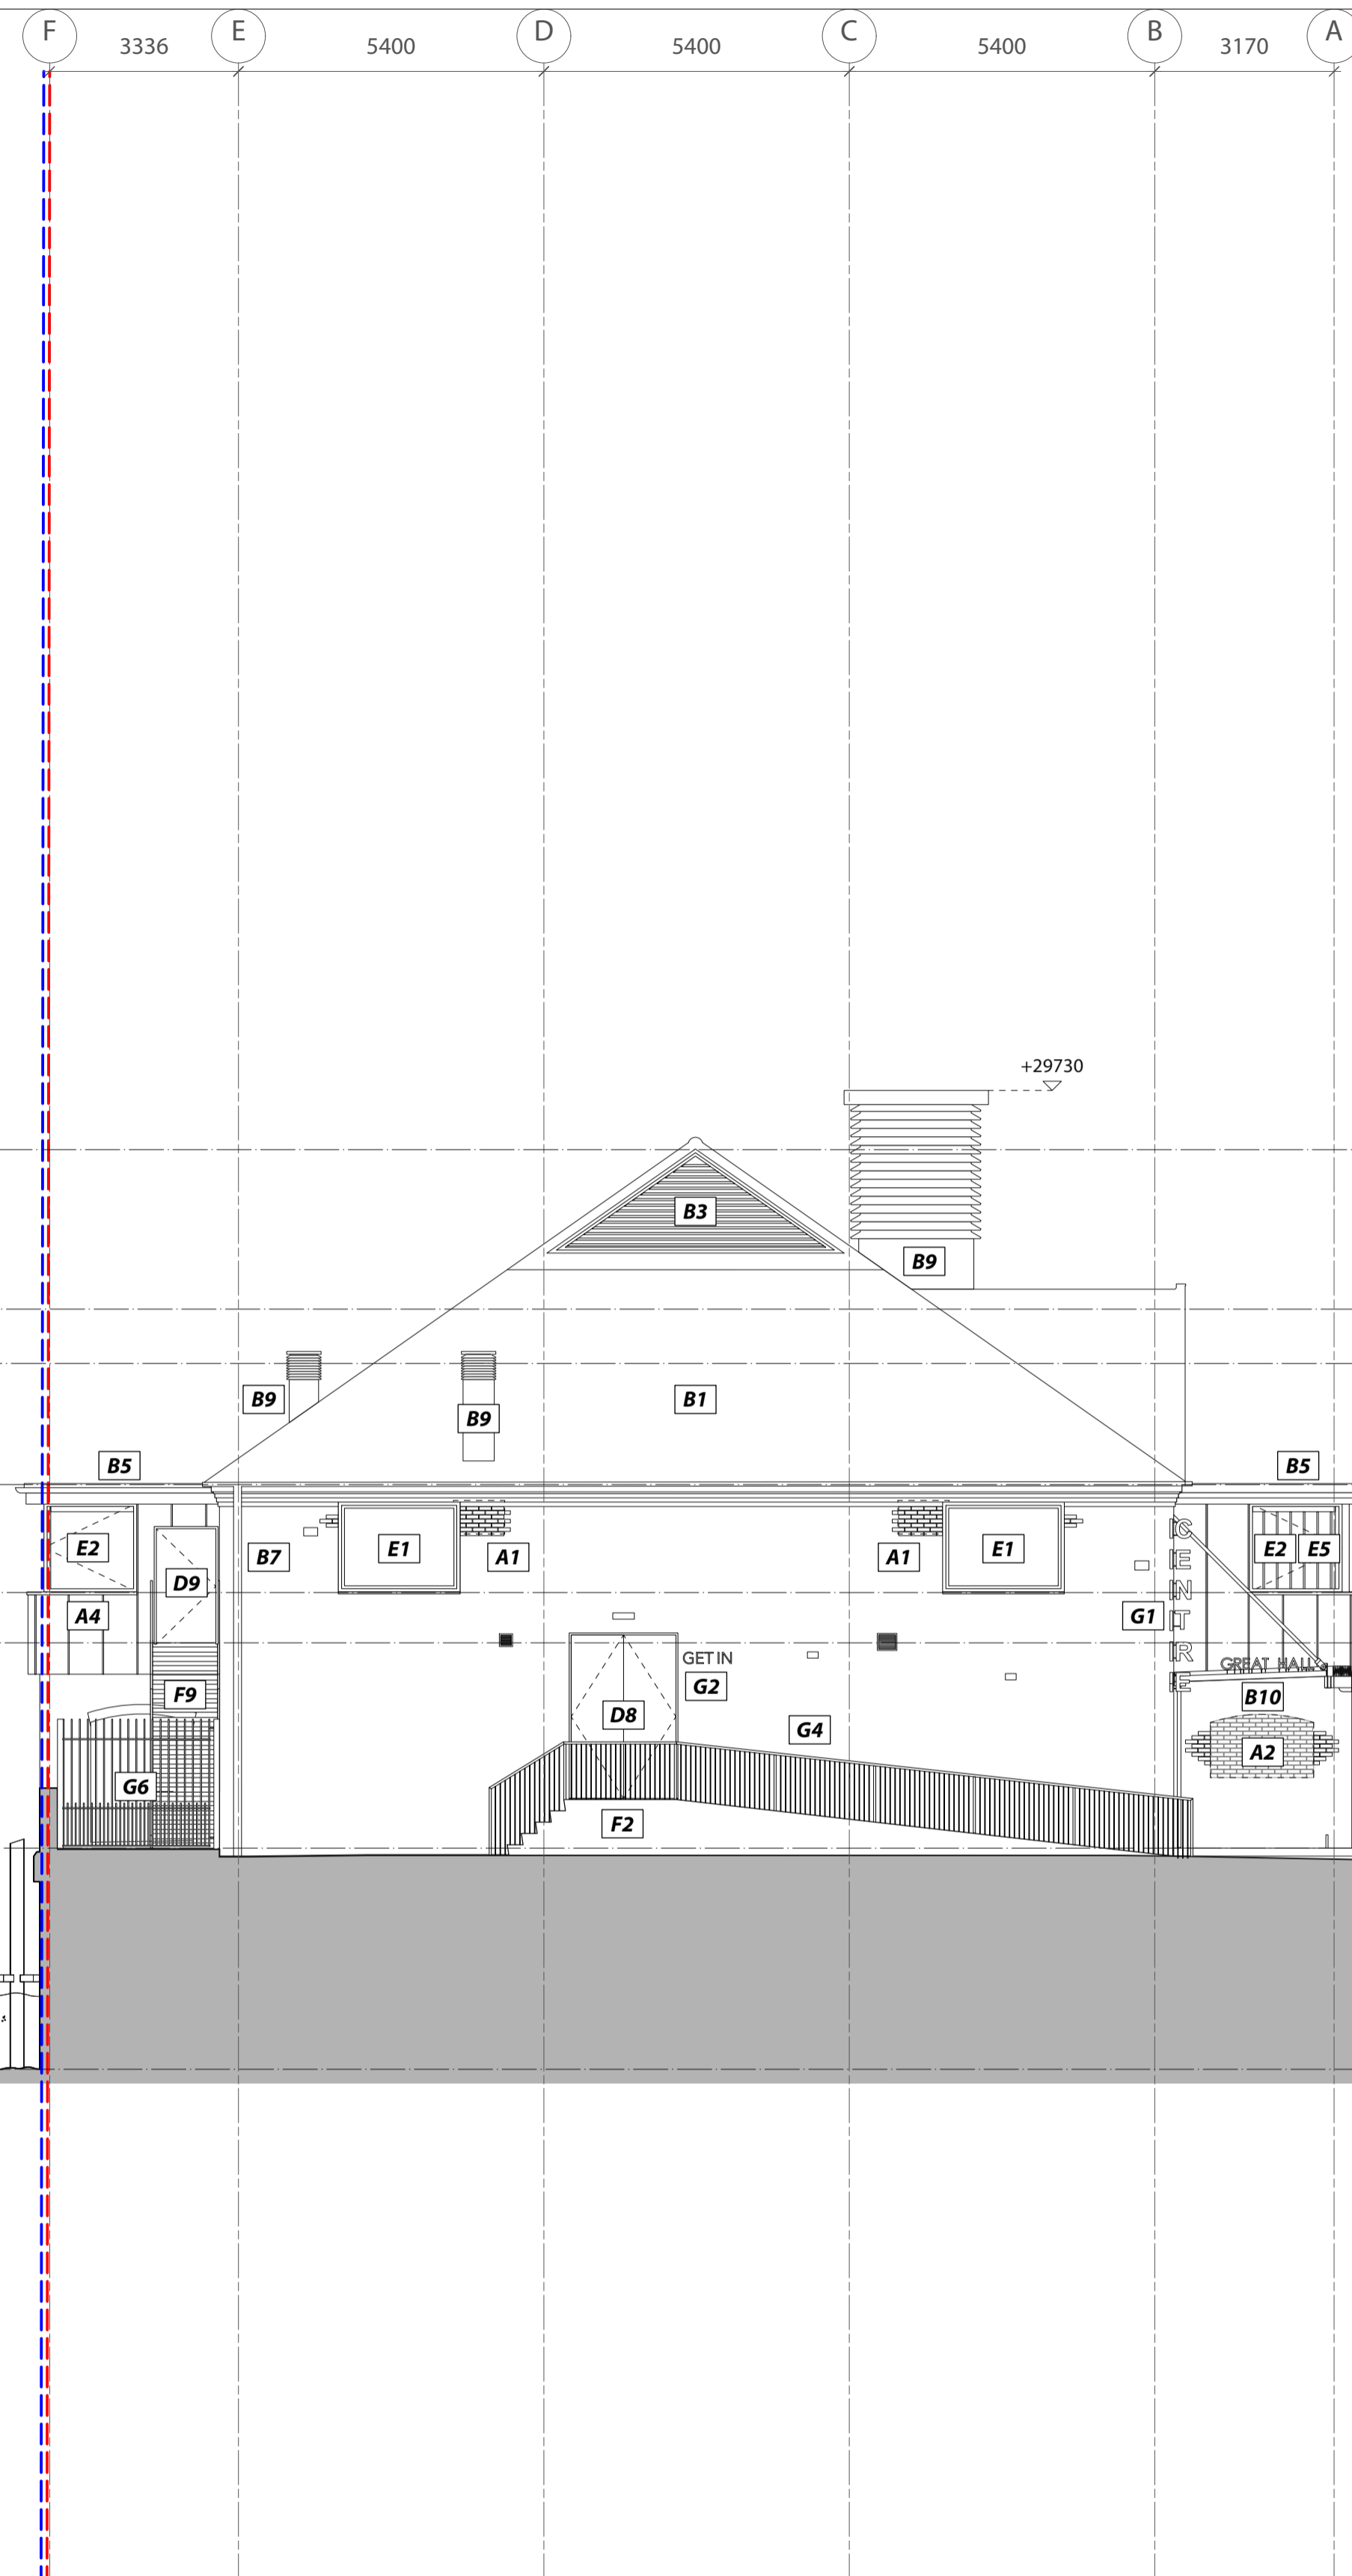 F E D C B A
3336 5400 5400 5400 3170
+29730
B3
B9
B9 B9 B1
B5 B5
E2 D9 B7 E1 A1 A1 E1 E2 E5
A4 G1
CENTRE
GET IN GREAT HALL
F9 G2 B10
D8 G4
G6 A2
F2